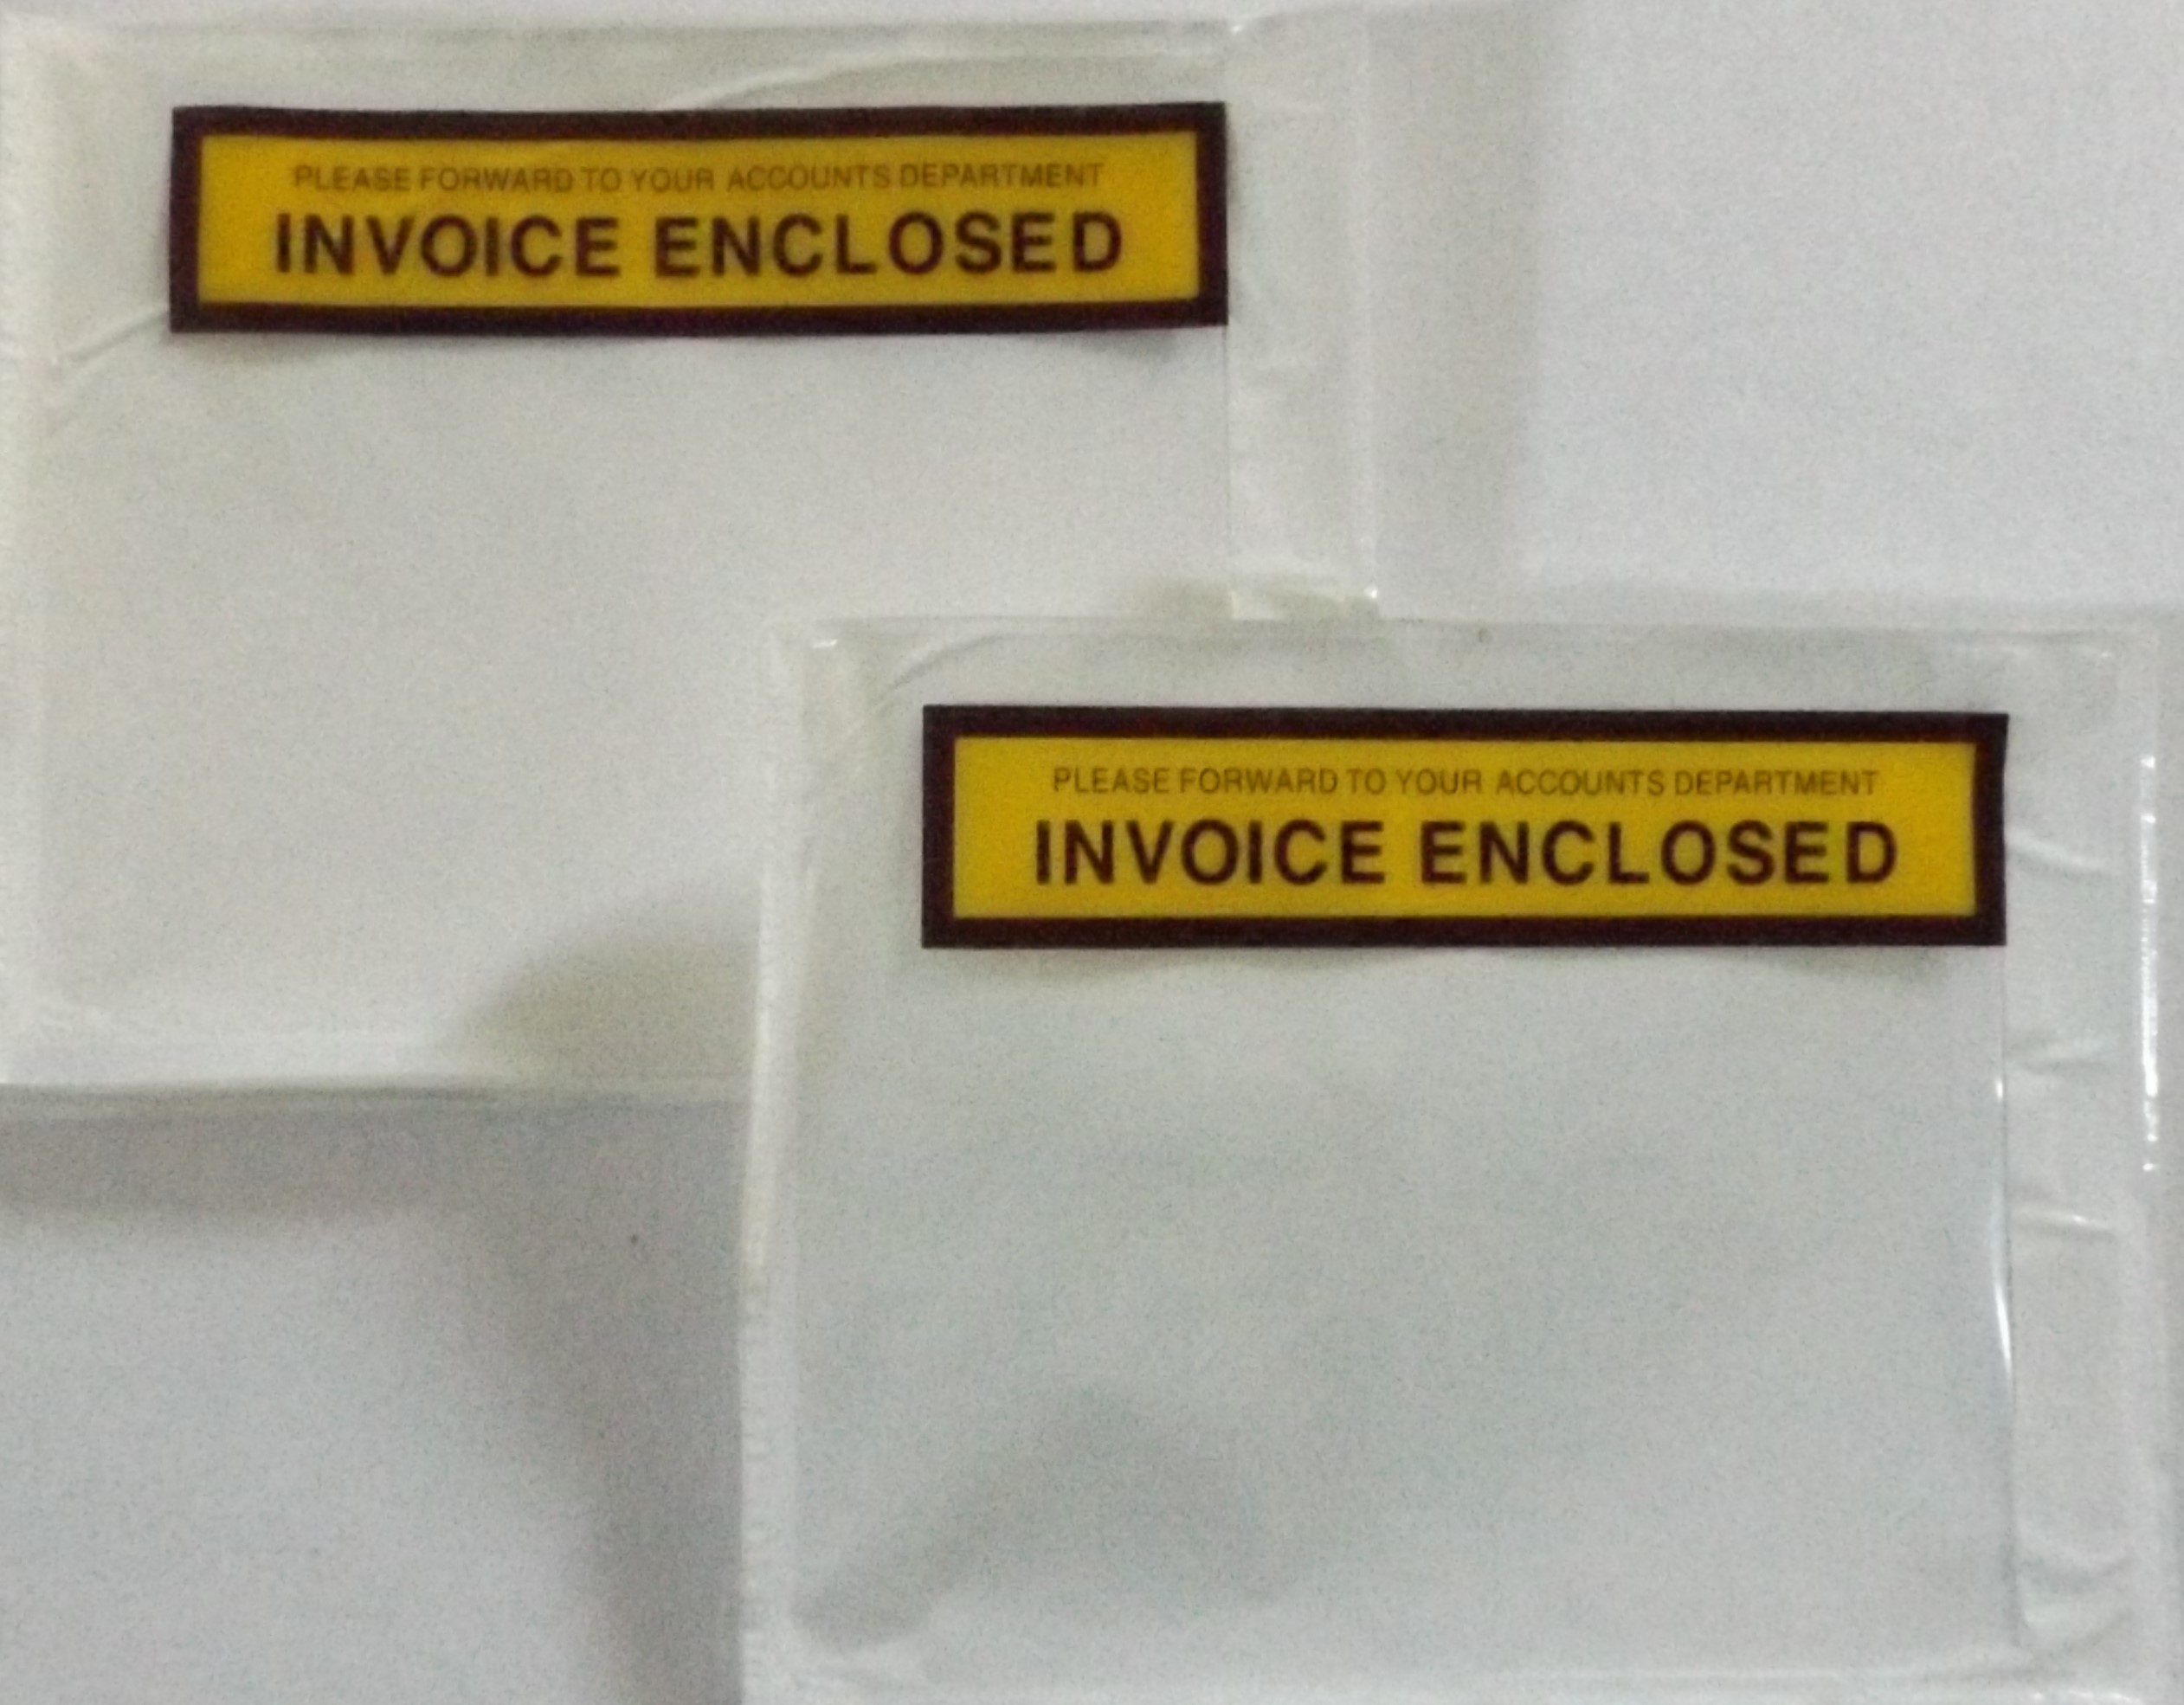 PLEASE FORWARD TO YOUR ACCOUNTS DEPARTMENT
INVOICE ENCLOSED
PLEASE FORWARD TO YOUR ACCOUNTS DEPARTMENT
INVOICE ENCLOSED